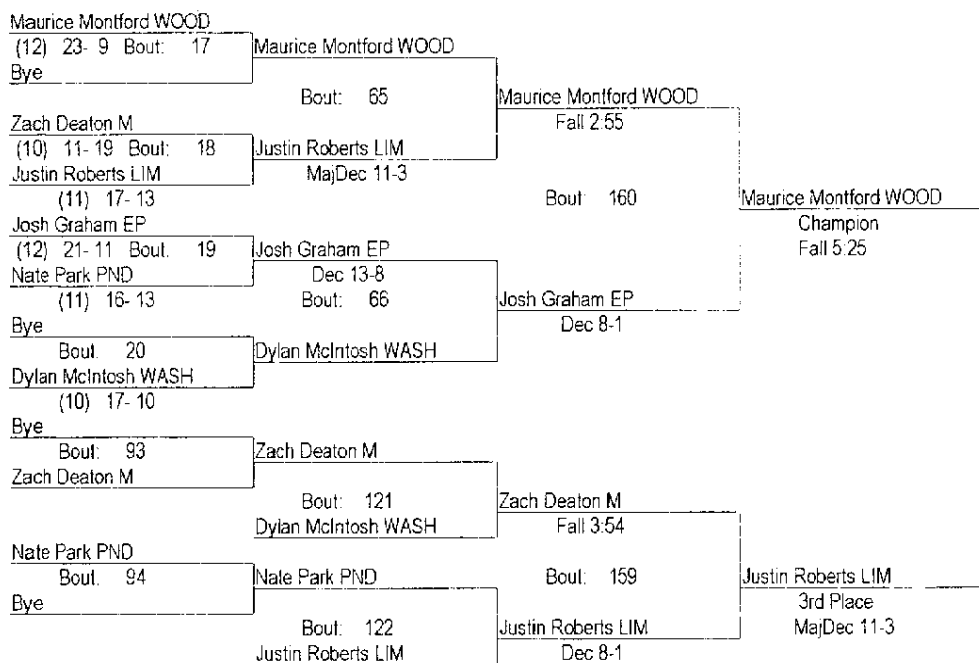 Maurice Montford WOOD
(12) 23- 9 Bout: 17
Bye
Maurice Montford WOOD
Bout: 65
Zach Deaton M
(10) 11- 19 Bout: 18
Justin Roberts LIM
(11) 17- 13
Justin Roberts LIM
MajDec 11-3
Maurice Montford WOOD
Fall 2:55
Bout: 160
Maurice Montford WOOD
Champion
Fall 5:25
Josh Graham EP
(12) 21- 11 Bout. 19
Nate Park PND
(11) 16- 13
Josh Graham EP
Dec 13-8
Bout: 66
Bye
Bout. 20
Dylan McIntosh WASH
(10) 17- 10
Dylan McIntosh WASH
Josh Graham EP
Dec 8-1
Bye
Bout: 93
Zach Deaton M
Zach Deaton M
Bout: 121
Dylan McIntosh WASH
Zach Deaton M
Fall 3:54
Nate Park PND
Bout. 94
Bye
Nate Park PND
Bout: 122
Justin Roberts LIM
Bout: 159
Justin Roberts LIM
Dec 8-1
Justin Roberts LIM
3rd Place
MajDec 11-3